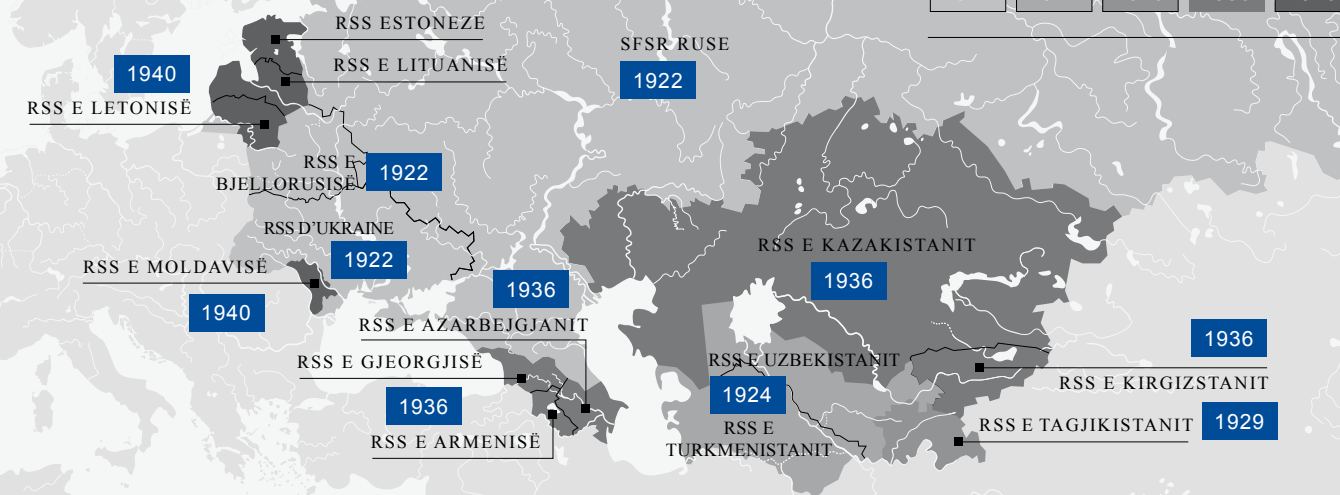 RSS ESTONEZE
SFSR RUSE
RSS E LITUANISË
1940
1922
RSS E LETONISË
RSS E
BJELLORUSISË
1922
RSS D'UKRAINE
1922
RSS E KAZAKISTANIT
1936
RSS E MOLDAVISË
1940
1936
RSS E AZARBEJGJANIT
RSS E GJEORGJISË
1936
RSS E ARMENISË
RSS E UZBEKISTANIT
1924
RSS E
TURKMENISTANIT
1936
RSS E KIRGIZSTANIT
RSS E TAGJIKISTANIT
1929